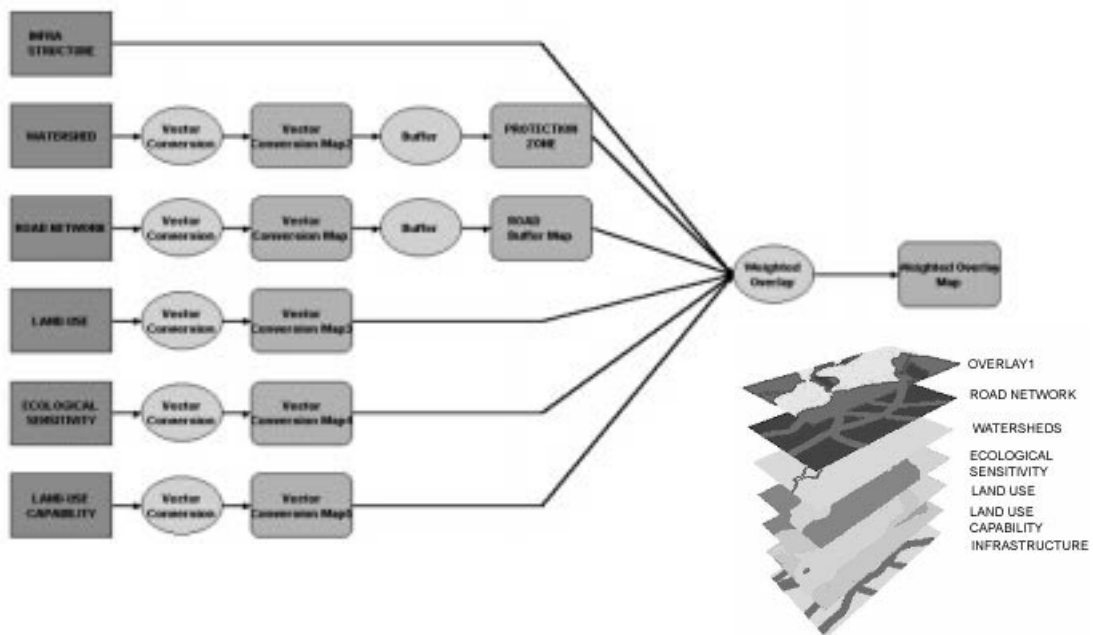 INFRA
STRUCTURE
WATERSHED
Vector
Conversion
Vector
Conversion Map2
Buffer
PROTECTION
ZONE
ROAD NETWORK
Vector
Conversion
Vector
Conversion Map
Buffer
ROAD
Buffer Map
LAND USE
Vector
Conversion
Vector
Conversion Map3
ECOLOGICAL
SENSITIVITY
Vector
Conversion
Vector
Conversion Map4
LAND USE
CAPABILITY
Vector
Conversion
Vector
Conversion Map5
Weighted
Overlay
Weighted Overlay
Map
OVERLAY1
ROAD NETWORK
WATERSHEDS
ECOLOGICAL
SENSITIVITY
LAND USE
LAND USE
CAPABILITY
INFRASTRUCTURE